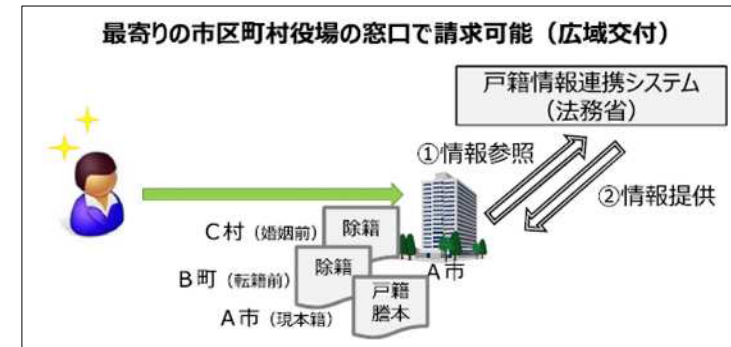 最寄りの市区町村役場の窓口で請求可能（広域交付）
戸籍情報連携システム
（法務省）
①情報参照
②情報提供
C村（婚姻前）
除籍
B町（転籍前）
除籍
A市（現本籍）
戸籍
謄本
A市